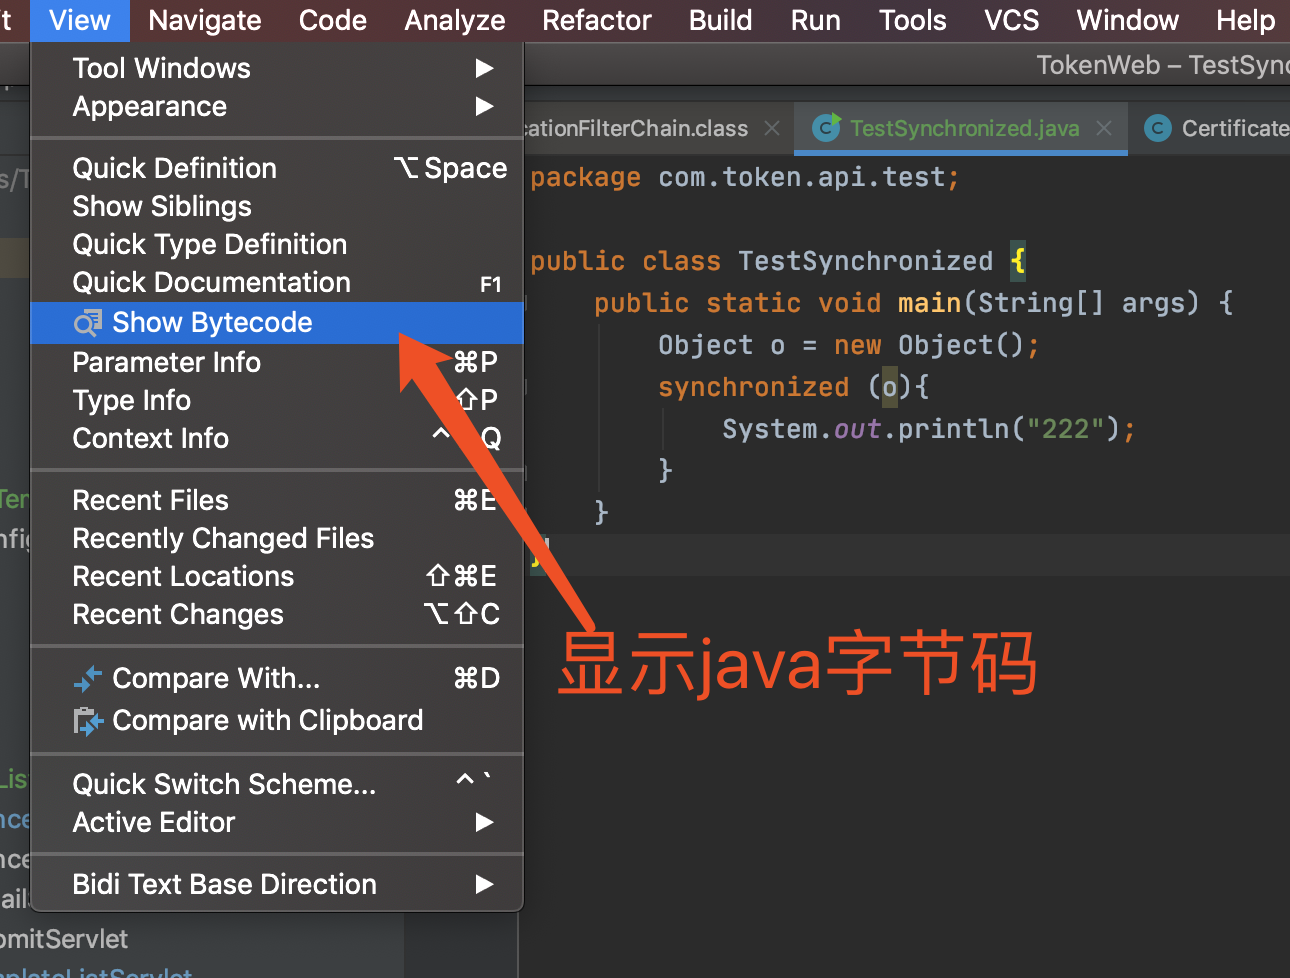 t View Navigate Code Analyze Refactor Build Run Tools VCS Window Help
TokenWeb – TestSync
Tool Windows
Appearance
cationFilterChain.class TestSynchronized.java Certificate
Quick Definition ⌥ Space
Show Siblings
Quick Type Definition
Quick Documentation F1
Show Bytecode
Parameter Info ⌘P
Type Info ⇧P
Context Info ^ Q
Recent Files ⌘E
Recently Changed Files
Recent Locations ⇧⌘E
Recent Changes ⌥⇧C
Compare With... ⌘D
Compare with Clipboard
Quick Switch Scheme... ^ `
Active Editor
Bidi Text Base Direction
package com.token.api.test;
public class TestSynchronized {
public static void main(String[] args) {
Object o = new Object();
synchronized (o){
System.out.println("222");
}
}
}
显示java字节码
s/T
Ter
nfig
Lis
nce
nce
ail
omitServlet
mplateListServlet